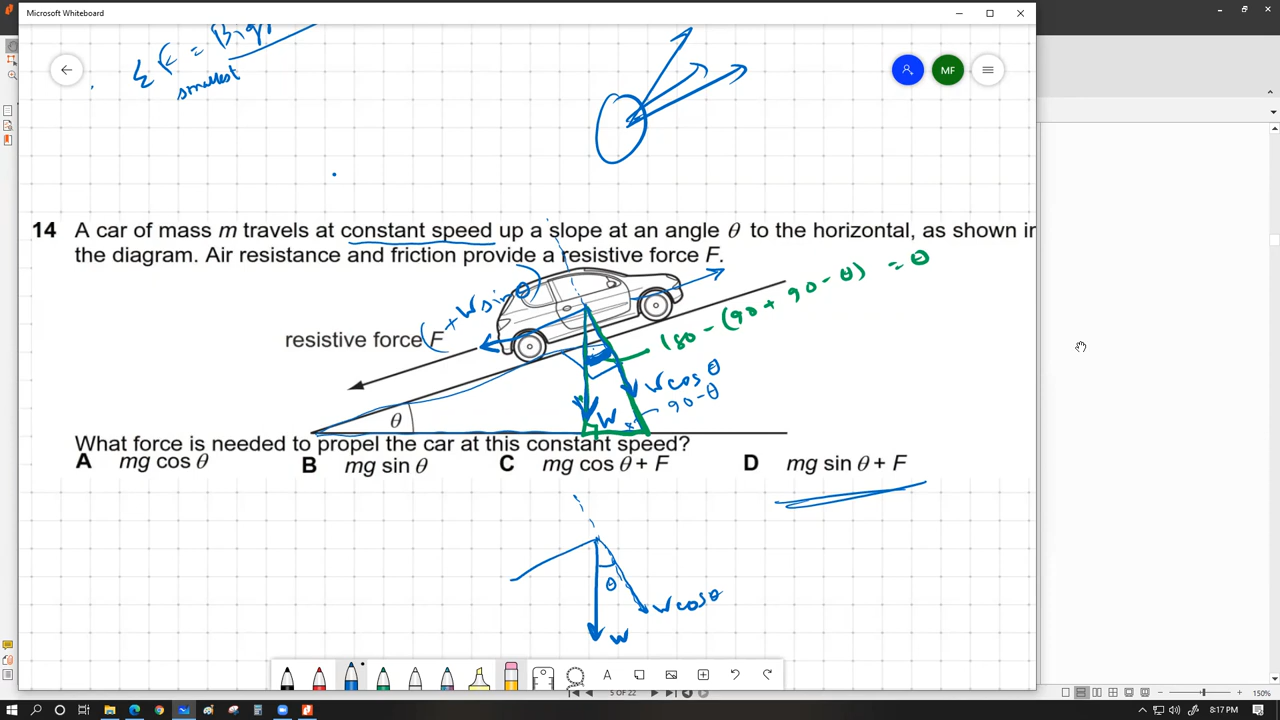 Microsoft Whiteboard
Σ F = Bigg
smallest
MF
14 A car of mass m travels at constant speed up a slope at an angle θ to the horizontal, as shown in
the diagram. Air resistance and friction provide a resistive force F.
180 - (90 + 90 - θ) = θ
resistive force F (+ W sin θ)
W cos θ
90 - θ
W
θ
What force is needed to propel the car at this constant speed?
A mg cos θ B mg sin θ C mg cos θ + F D mg sin θ + F
θ
W cos θ
W
5 OF 22
150%
8:17 PM